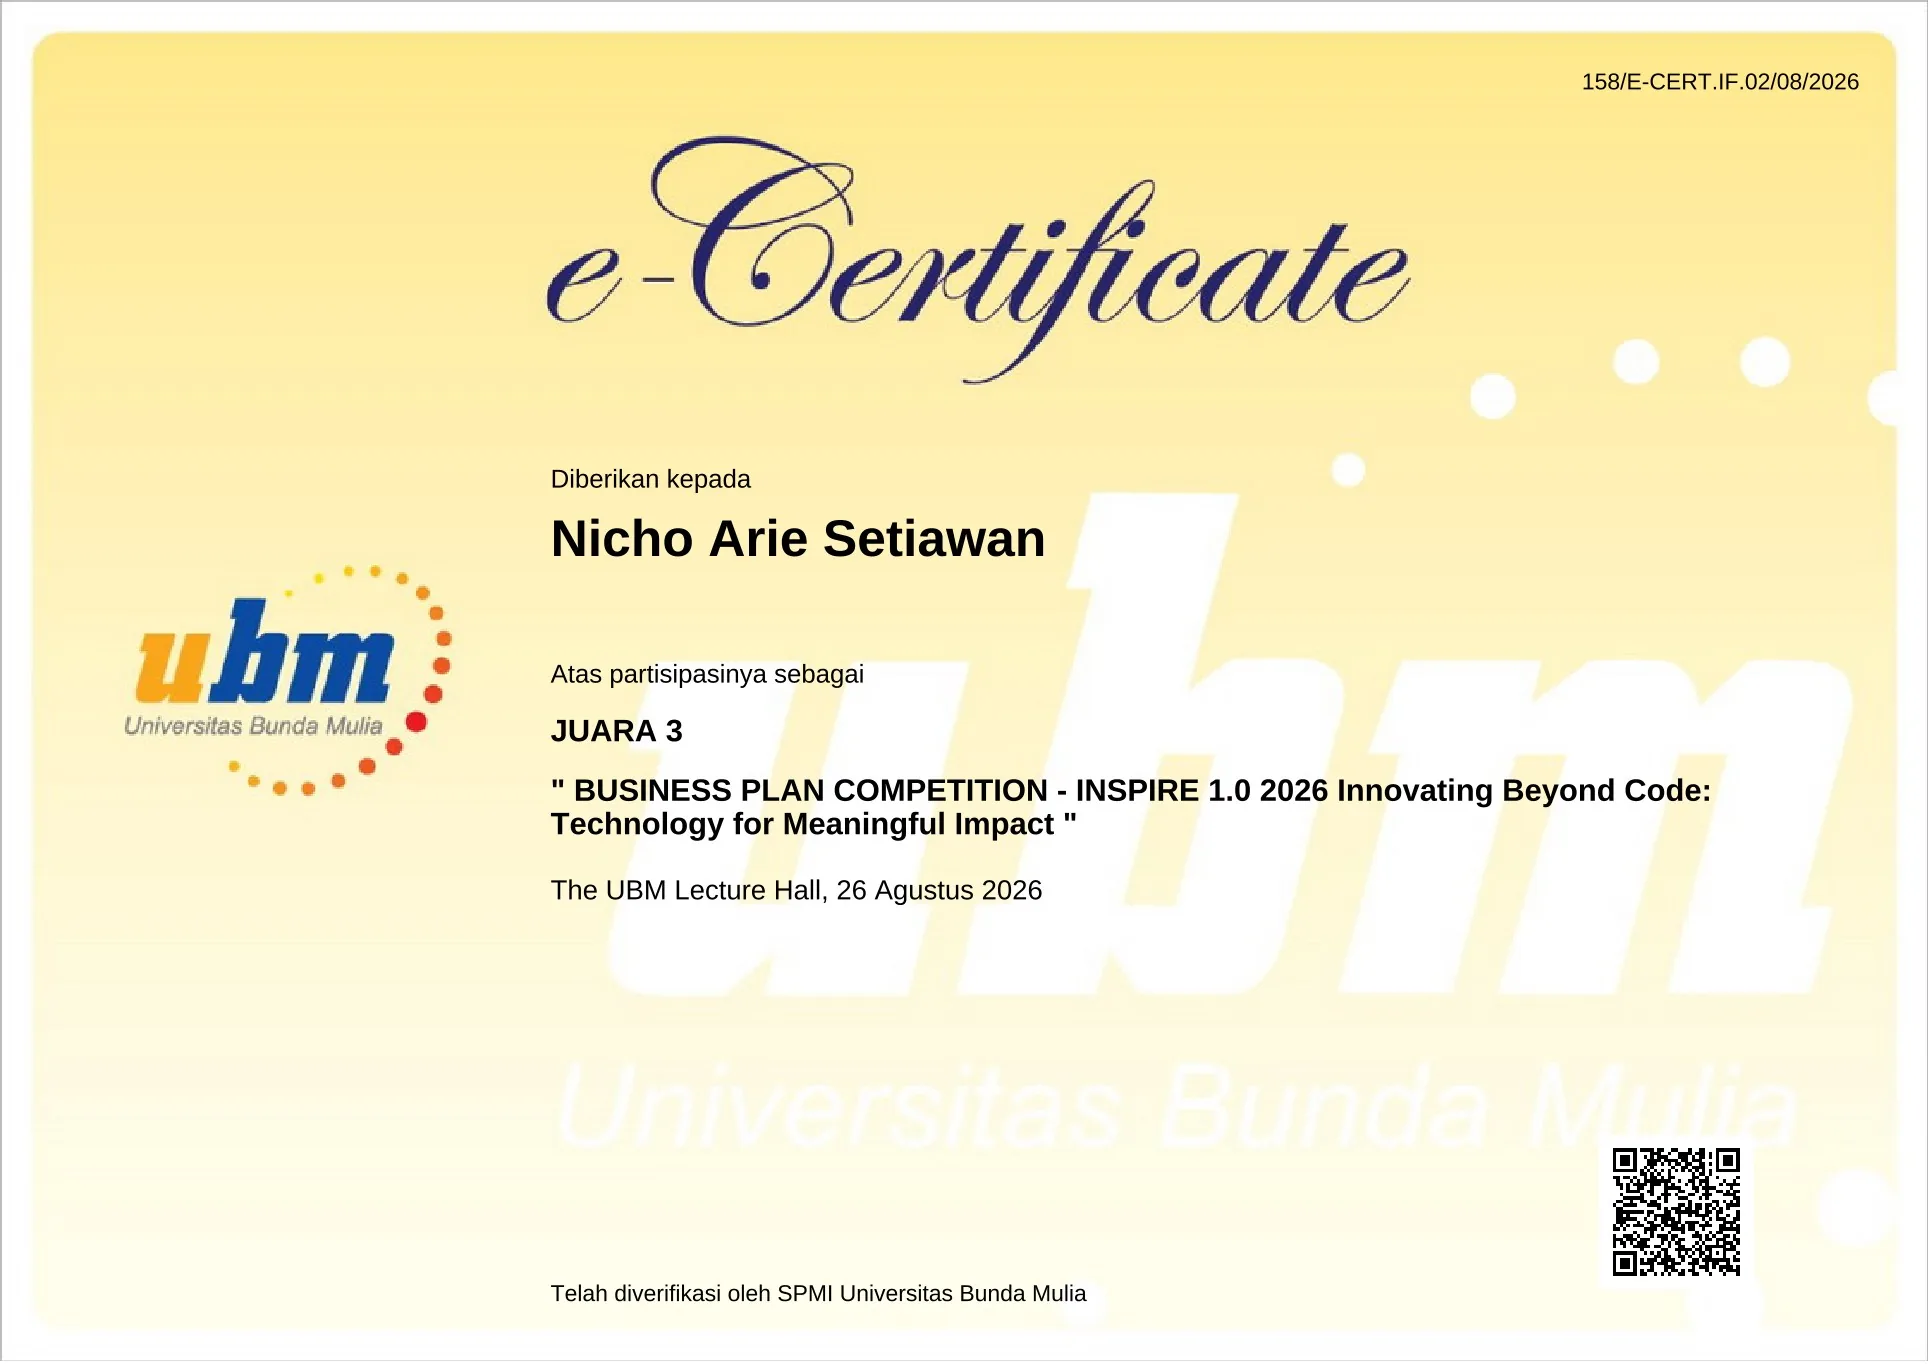 158/E-CERT.IF.02/08/2026
e-Certificate
Diberikan kepada
Nicho Arie Setiawan
ubm
Universitas Bunda Mulia
Atas partisipasinya sebagai
JUARA 3
" BUSINESS PLAN COMPETITION - INSPIRE 1.0 2026 Innovating Beyond Code:
Technology for Meaningful Impact "
The UBM Lecture Hall, 26 Agustus 2026
ubm
Universitas Bunda Mulia
Telah diverifikasi oleh SPMI Universitas Bunda Mulia